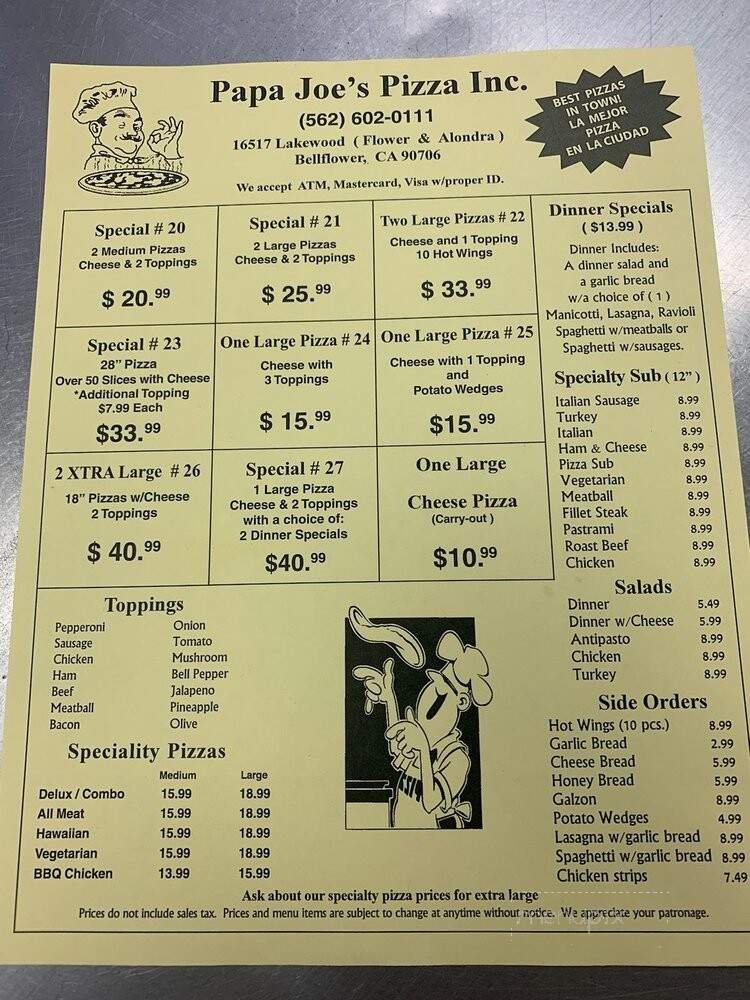 Papa Joe's Pizza Inc.
(562) 602-0111
16517 Lakewood ( Flower & Alondra )
Bellflower, CA 90706
We accept ATM, Mastercard, Visa w/proper ID.
BEST PIZZAS
IN TOWN!
LA MEJOR
PIZZA
EN LA CIUDAD
Special # 20
2 Medium Pizzas
Cheese & 2 Toppings
$ 20.99
Special # 21
2 Large Pizzas
Cheese & 2 Toppings
$ 25.99
Two Large Pizzas # 22
Cheese and 1 Topping
10 Hot Wings
$ 33.99
Special # 23
28" Pizza
Over 50 Slices with Cheese
*Additional Topping
$7.99 Each
$33.99
One Large Pizza # 24
Cheese with
3 Toppings
$ 15.99
One Large Pizza # 25
Cheese with 1 Topping
and
Potato Wedges
$15.99
2 XTRA Large # 26
18" Pizzas w/Cheese
2 Toppings
$ 40.99
Special # 27
1 Large Pizza
Cheese & 2 Toppings
with a choice of:
2 Dinner Specials
$40.99
One Large
Cheese Pizza
(Carry-out )
$10.99
Dinner Specials
( $13.99 )
Dinner Includes:
A dinner salad and
a garlic bread
w/a choice of ( 1 )
Manicotti, Lasagna, Ravioli
Spaghetti w/meatballs or
Spaghetti w/sausages.
Specialty Sub ( 12" )
Italian Sausage 8.99
Turkey 8.99
Italian 8.99
Ham & Cheese 8.99
Pizza Sub 8.99
Vegetarian 8.99
Meatball 8.99
Fillet Steak 8.99
Pastrami 8.99
Roast Beef 8.99
Chicken 8.99
Salads
Dinner 5.49
Dinner w/Cheese 5.99
Antipasto 8.99
Chicken 8.99
Turkey 8.99
Side Orders
Hot Wings (10 pcs.) 8.99
Garlic Bread 2.99
Cheese Bread 5.99
Honey Bread 5.99
Galzon 8.99
Potato Wedges 4.99
Lasagna w/garlic bread 8.99
Spaghetti w/garlic bread 8.99
Chicken strips 7.49
Toppings
Pepperoni Onion
Sausage Tomato
Chicken Mushroom
Ham Bell Pepper
Beef Jalapeno
Meatball Pineapple
Bacon Olive
Speciality Pizzas
Medium Large
Delux / Combo 15.99 18.99
All Meat 15.99 18.99
Hawaiian 15.99 18.99
Vegetarian 15.99 18.99
BBQ Chicken 13.99 15.99
Ask about our specialty pizza prices for extra large
Prices do not include sales tax. Prices and menu items are subject to change at anytime without notice. We appreciate your patronage.
menupix